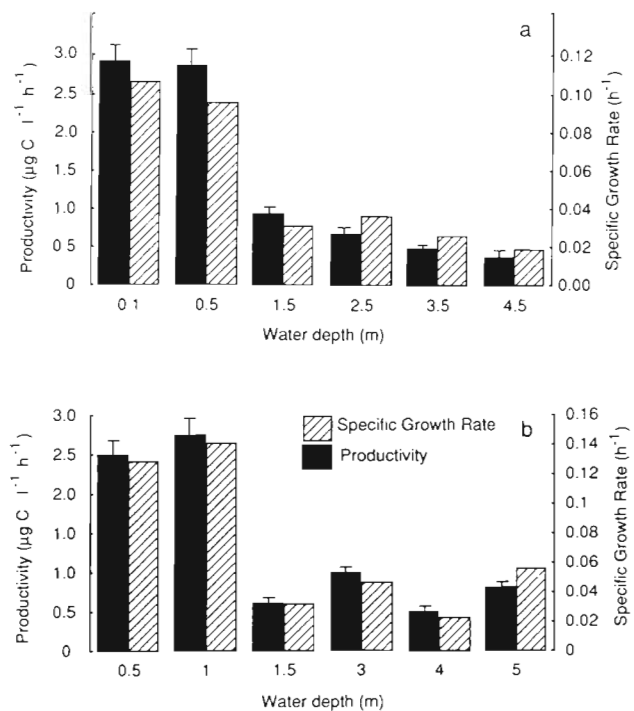 a
3.0
2.5
2.0
1.0
1.0
0.5
0
Productivity (µg C l⁻¹ h⁻¹)
0.12
0.10
0.08
0.06
0.04
0.02
0.00
Specific Growth Rate (h⁻¹)
0 1 0.5 1.5 2.5 3.5 4.5
Water depth (m)
b
Specific Growth Rate
Productivity
3.0
2.5
2.0
1.0
1.0
0.5
0
Productivity (µg C l⁻¹ h⁻¹)
0.16
0.14
0.12
0.10
0.08
0.06
0.04
0.02
0
Specific Growth Rate (h⁻¹)
0.5 1 1.5 3 4 5
Water depth (m)